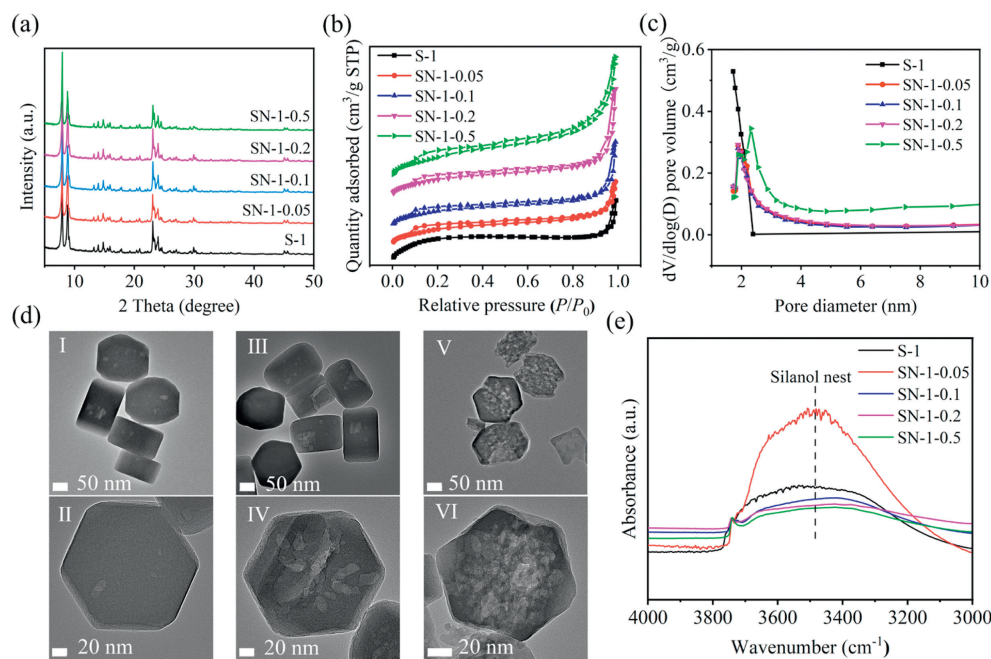 (a)
Intensity (a.u.)
SN-1-0.5
SN-1-0.2
SN-1-0.1
SN-1-0.05
S-1
10 20 30 40 50
2 Theta (degree)
(b)
Quantity adsorbed (cm³/g STP)
S-1
SN-1-0.05
SN-1-0.1
SN-1-0.2
SN-1-0.5
0.0 0.2 0.4 0.6 0.8 1.0
Relative pressure (P/P₀)
(c)
dV/dlog(D) pore volume (cm³/g)
0.6
0.4
0.2
0.0
S-1
SN-1-0.05
SN-1-0.1
SN-1-0.2
SN-1-0.5
2 4 6 8 10
Pore diameter (nm)
(d)
I
50 nm
III
50 nm
V
50 nm
II
20 nm
IV
20 nm
VI
20 nm
(e)
Absorbance (a.u.)
S-1
SN-1-0.05
SN-1-0.1
SN-1-0.2
SN-1-0.5
Silanol nest
4000 3800 3600 3400 3200 3000
Wavenumber (cm⁻¹)